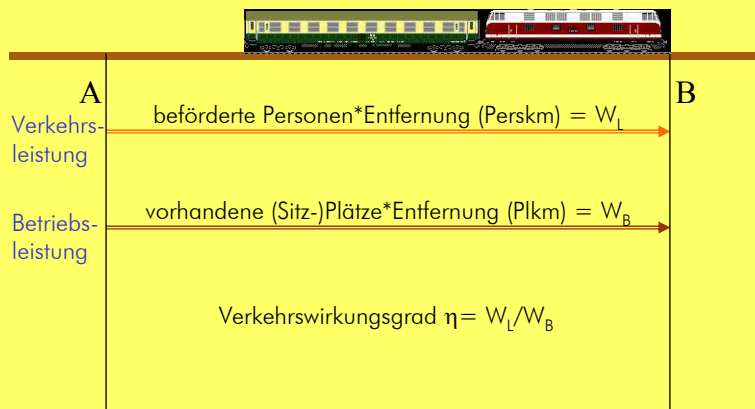 A
B
beförderte Personen*Entfernung (Perskm) = W_L
Verkehrs-
leistung
vorhandene (Sitz-)Plätze*Entfernung (Plkm) = W_B
Betriebs-
leistung
Verkehrswirkungsgrad η= W_L/W_B